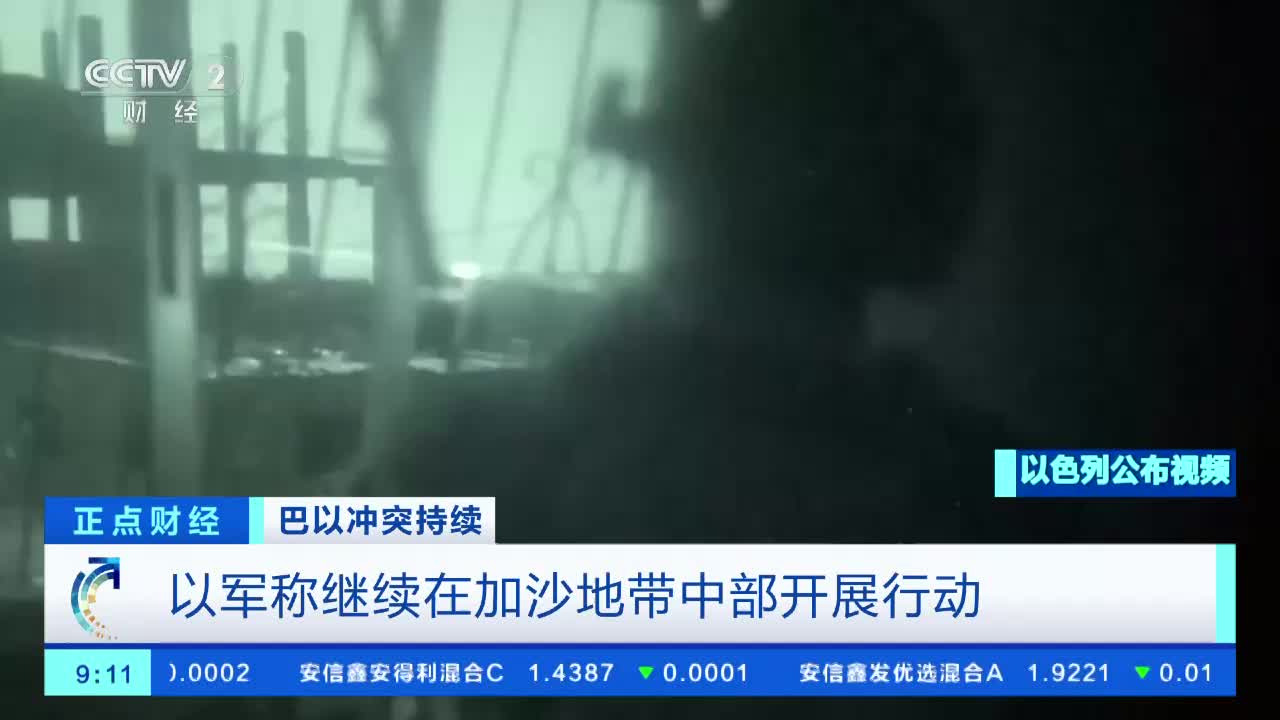 CCTV 2
财经
以色列公布视频
正点财经 巴以冲突持续
以军称继续在加沙地带中部开展行动
9:11 0.0002 安信鑫安得利混合C 1.4387 ▼ 0.0001 安信鑫发优选混合A 1.9221 ▼ 0.01